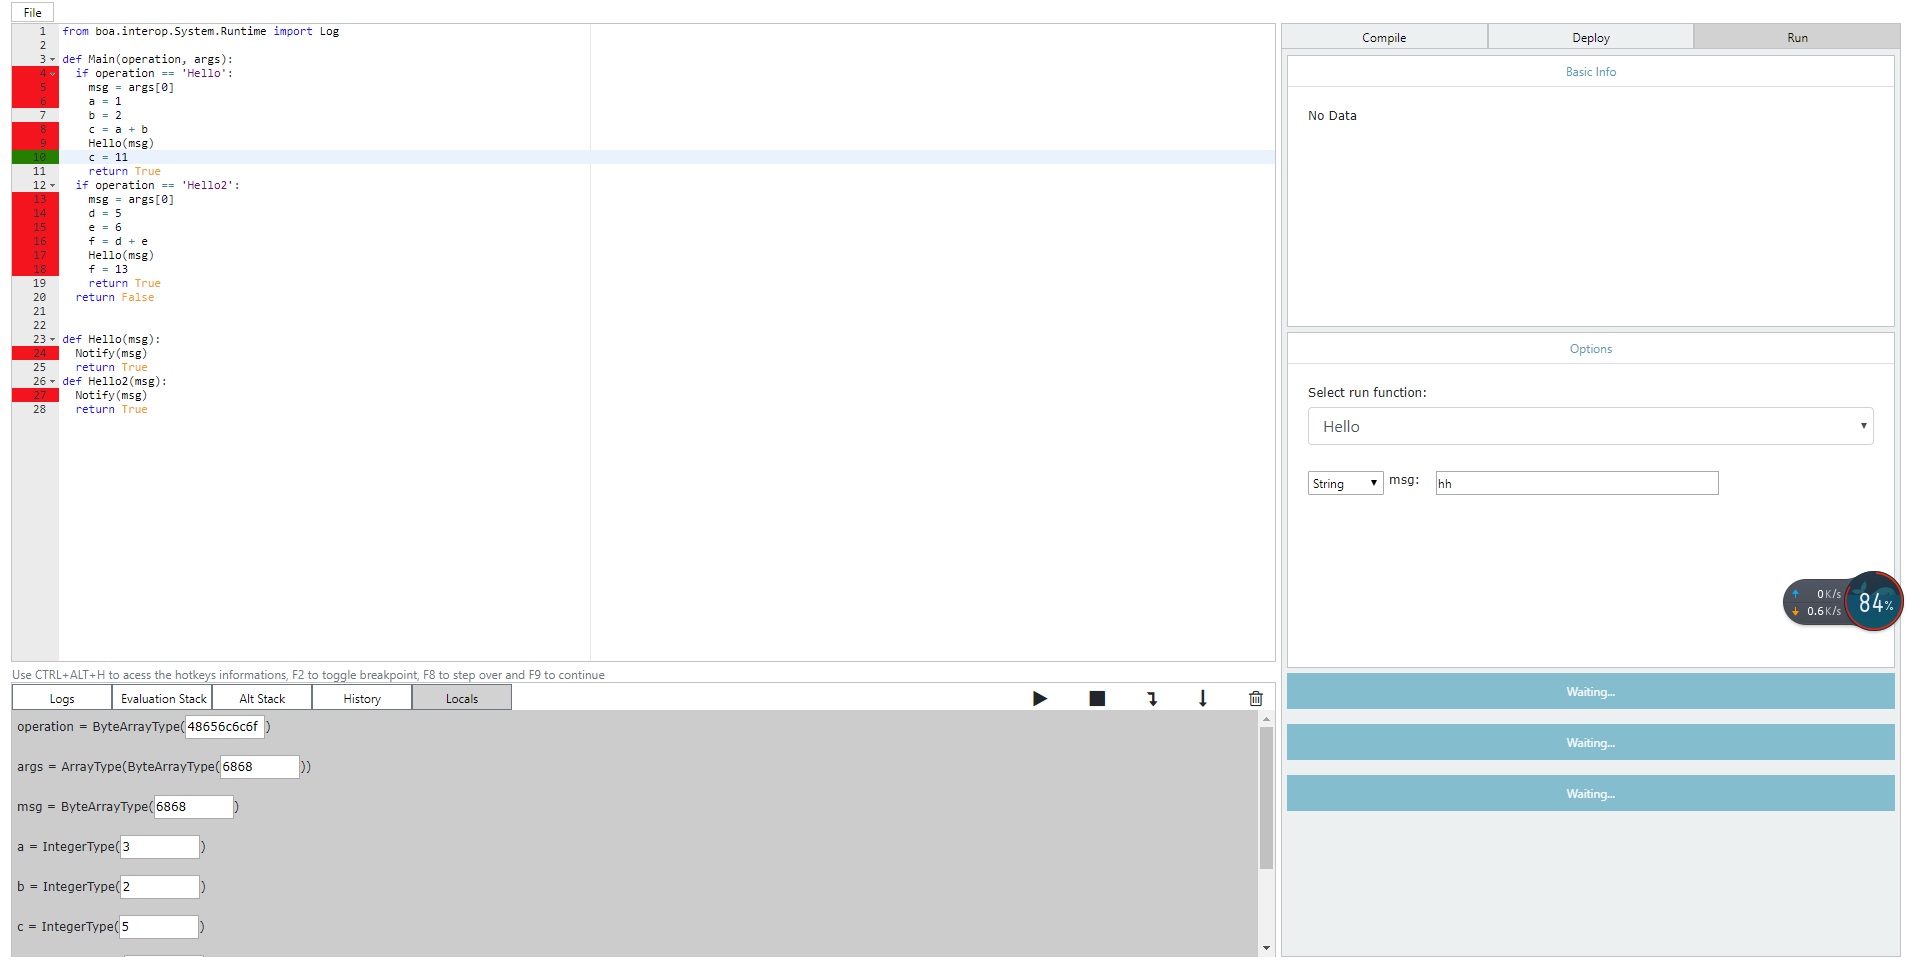 File
1 from boa.interop.System.Runtime import Log
2
3 def Main(operation, args):
4 if operation == 'Hello':
5 msg = args[0]
6 a = 1
7 b = 2
8 c = a + b
9 Hello(msg)
10 c = 11
11 return True
12 if operation == 'Hello2':
13 msg = args[0]
14 d = 5
15 e = 6
16 f = d + e
17 Hello(msg)
18 f = 13
19 return True
20 return False
21
22
23 def Hello(msg):
24 Notify(msg)
25 return True
26 def Hello2(msg):
27 Notify(msg)
28 return True
Use CTRL+ALT+H to acess the hotkeys informations, F2 to toggle breakpoint, F8 to step over and F9 to continue
Logs Evaluation Stack Alt Stack History Locals
operation = ByteArrayType(48656c6c6f)
args = ArrayType(ByteArrayType(6868))
msg = ByteArrayType(6868)
a = IntegerType(3)
b = IntegerType(2)
c = IntegerType(5)
Compile Deploy Run
Basic Info
No Data
Options
Select run function:
Hello
String msg: hh
0K/s
0.6K/s
84%
Waiting...
Waiting...
Waiting...